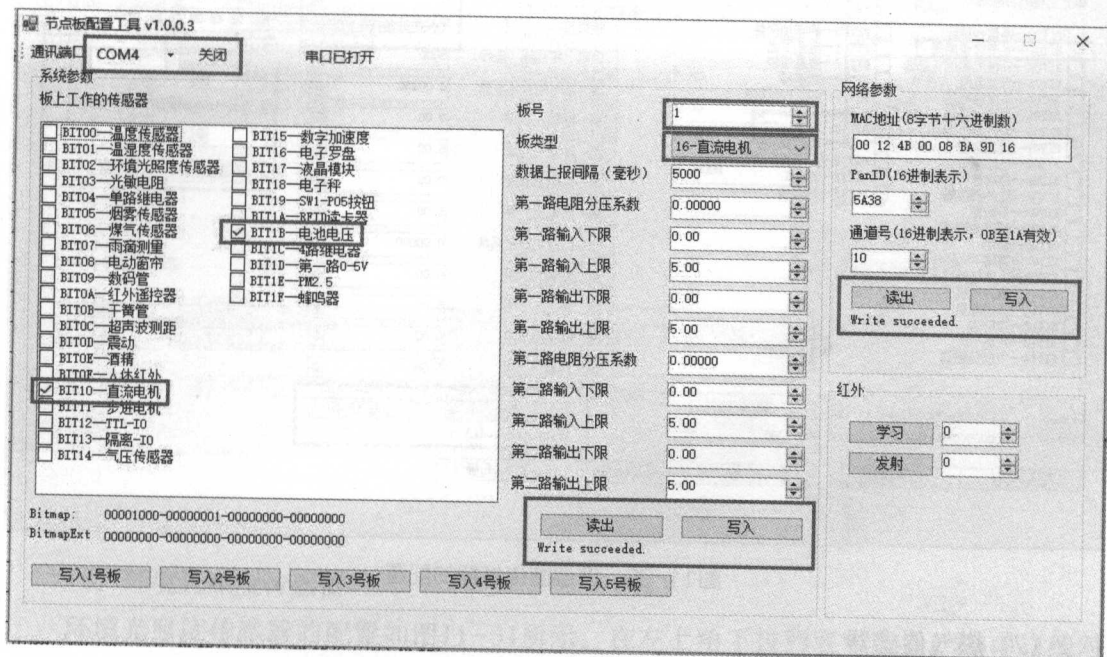 节点板配置工具 v1.0.0.3
通讯端口 COM4 关闭 串口已打开
系统参数
板上工作的传感器
BIT00—温度传感器
BIT01—温湿度传感器
BIT02—环境光照度传感器
BIT03—光敏电阻
BIT04—单路继电器
BIT05—烟雾传感器
BIT06—煤气传感器
BIT07—雨滴测量
BIT08—电动窗帘
BIT09—数码管
BIT0A—红外遥控器
BIT0B—干簧管
BIT0C—超声波测距
BIT0D—震动
BIT0E—酒精
BIT0F—人体红外
BIT10—直流电机
BIT11—步进电机
BIT12—TTL-IO
BIT13—隔离-IO
BIT14—气压传感器
BIT15—数字加速度
BIT16—电子罗盘
BIT17—液晶模块
BIT18—电子秤
BIT19—SW1-P05按钮
BIT1A—RFID读卡器
BIT1B—电池电压
BIT1C—4路继电器
BIT1D—第一路0-5V
BIT1E—PM2.5
BIT1F—蜂鸣器
Bitmap: 00001000-00000001-00000000-00000000
BitmapExt 00000000-00000000-00000000-00000000
写入1号板 写入2号板 写入3号板 写入4号板 写入5号板
板号 1
板类型 16-直流电机
数据上报间隔（毫秒） 5000
第一路电阻分压系数 0.00000
第一路输入下限 0.00
第一路输入上限 5.00
第一路输出下限 0.00
第一路输出上限 5.00
第二路电阻分压系数 0.00000
第二路输入下限 0.00
第二路输入上限 5.00
第二路输出下限 0.00
第二路输出上限 5.00
读出 写入
Write succeeded.
网络参数
MAC地址(8字节十六进制数)
00 12 4B 00 08 BA 9D 16
PanID(16进制表示)
5A38
通道号(16进制表示，0B至1A有效)
10
读出 写入
Write succeeded.
红外
学习 0
发射 0